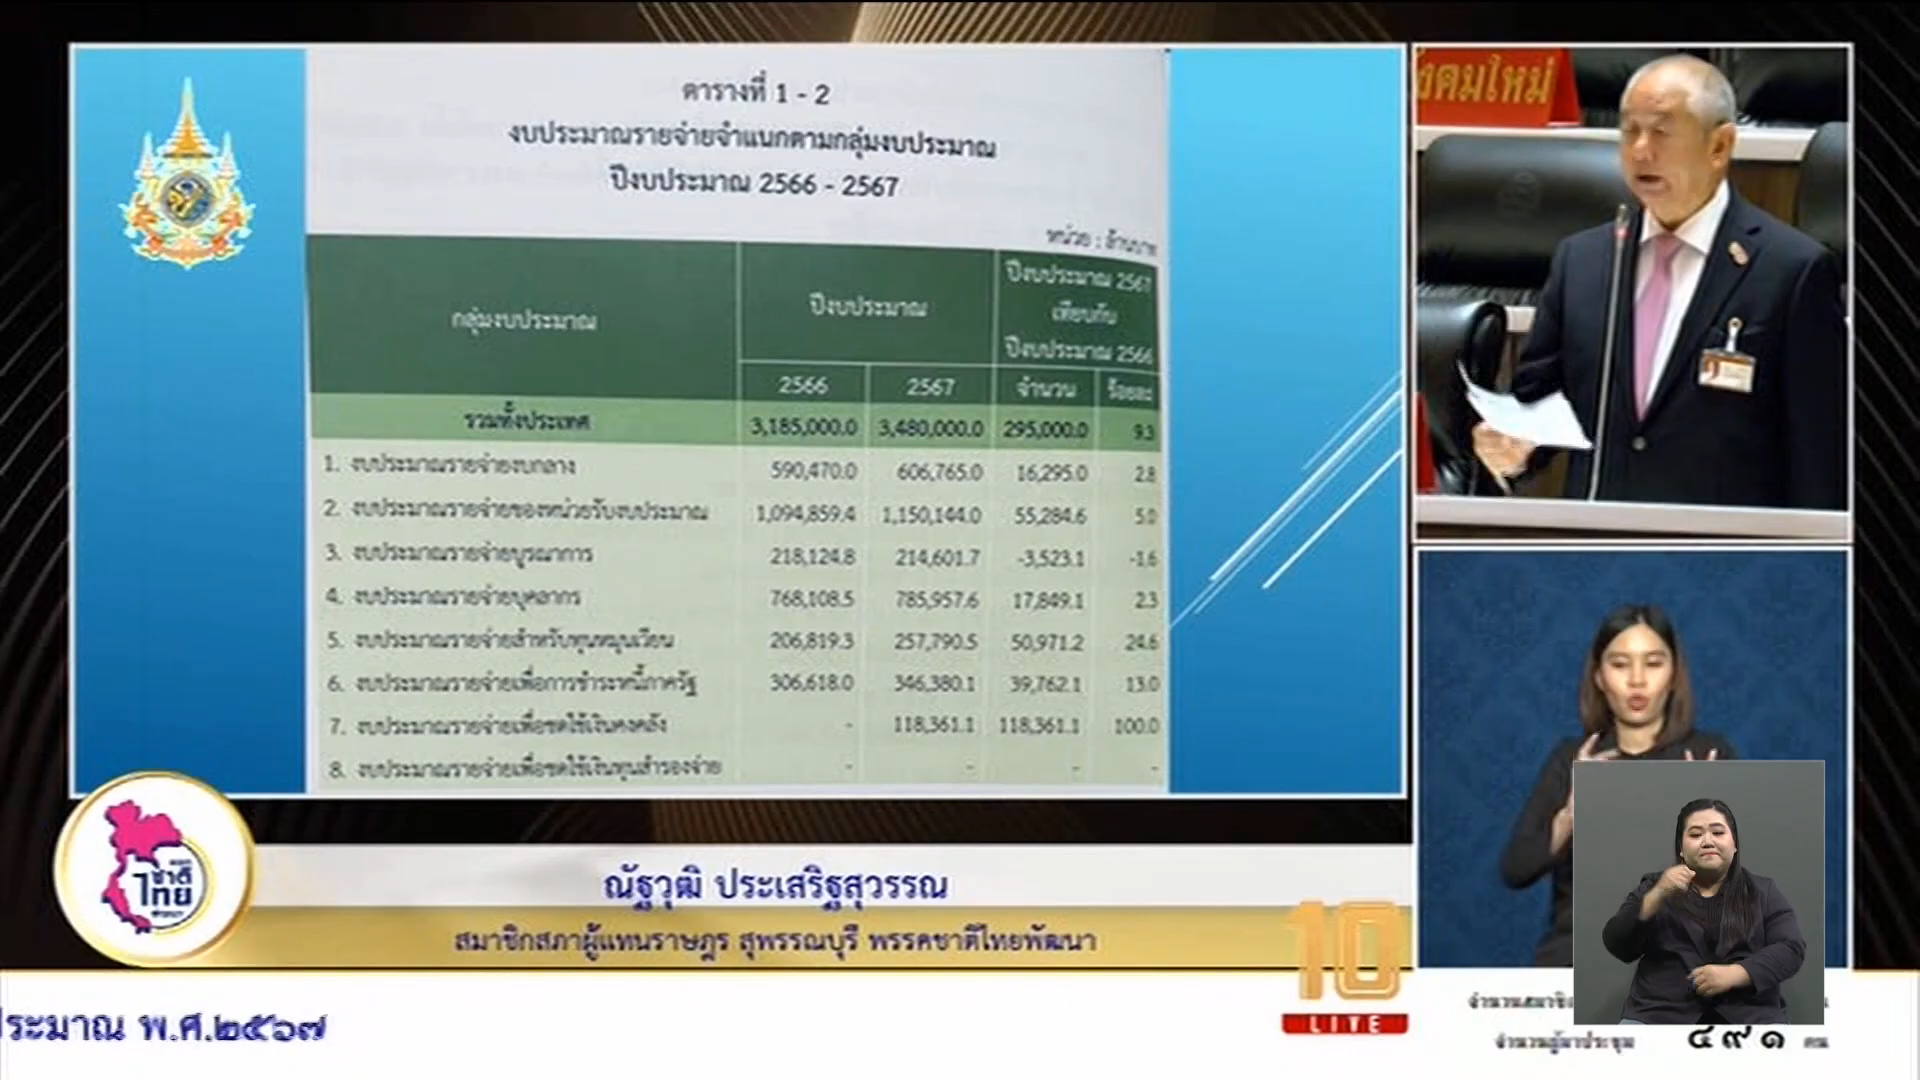 ตารางที่ 1 - 2
งบประมาณรายจ่ายจำแนกตามกลุ่มงบประมาณ
ปีงบประมาณ 2566 - 2567
หน่วย : ล้านบาท
กลุ่มงบประมาณ ปีงบประมาณ ปีงบประมาณ 2567
เทียบกับ
ปีงบประมาณ 2566
2566 2567 จำนวน ร้อยละ
รวมทั้งประเทศ 3,185,000.0 3,480,000.0 295,000.0 9.3
1. งบประมาณรายจ่ายงบกลาง 590,470.0 606,765.0 16,295.0 2.8
2. งบประมาณรายจ่ายของหน่วยรับงบประมาณ 1,094,859.4 1,150,144.0 55,284.6 5.0
3. งบประมาณรายจ่ายบูรณาการ 218,124.8 214,601.7 -3,523.1 -1.6
4. งบประมาณรายจ่ายบุคลากร 768,108.5 785,957.6 17,849.1 2.3
5. งบประมาณรายจ่ายสำหรับทุนหมุนเวียน 206,819.3 257,790.5 50,971.2 24.6
6. งบประมาณรายจ่ายเพื่อการชำระหนี้ภาครัฐ 306,618.0 346,380.1 39,762.1 13.0
7. งบประมาณรายจ่ายเพื่อชดใช้เงินคงคลัง - 118,361.1 118,361.1 100.0
8. งบประมาณรายจ่ายเพื่อชดใช้เงินทุนสำรองจ่าย - - - -
ังคมใหม่
ชาติ
ไทย
พัฒนา
ณัฐวุฒิ ประเสริฐสุวรรณ
สมาชิกสภาผู้แทนราษฎร สุพรรณบุรี พรรคชาติไทยพัฒนา
10
LITE
ประมาณ พ.ศ.๒๕๖๗
จำนวนสมาชิ
จำนวนผู้มาประชุม ๔๙๑ คน